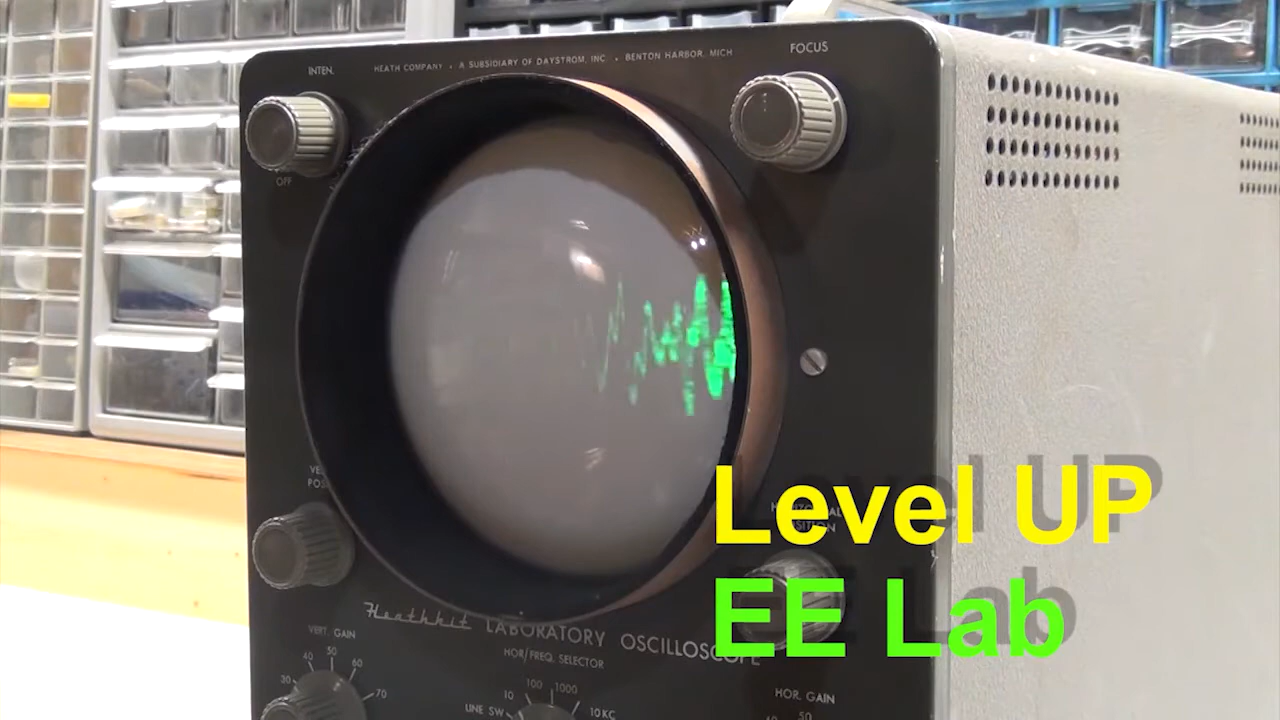 INTEN.
HEATH COMPANY • A SUBSIDIARY OF DAYSTROM, INC. • BENTON HARBOR, MICH
FOCUS
OFF
Level UP
EE Lab
Heathkit LABORATORY OSCILLOSCOPE
VERT. GAIN
30 40 50 60 70
HOR/FREQ. SELECTOR
LINE SW. 10 100 1000 10KC
HOR. GAIN
40 50